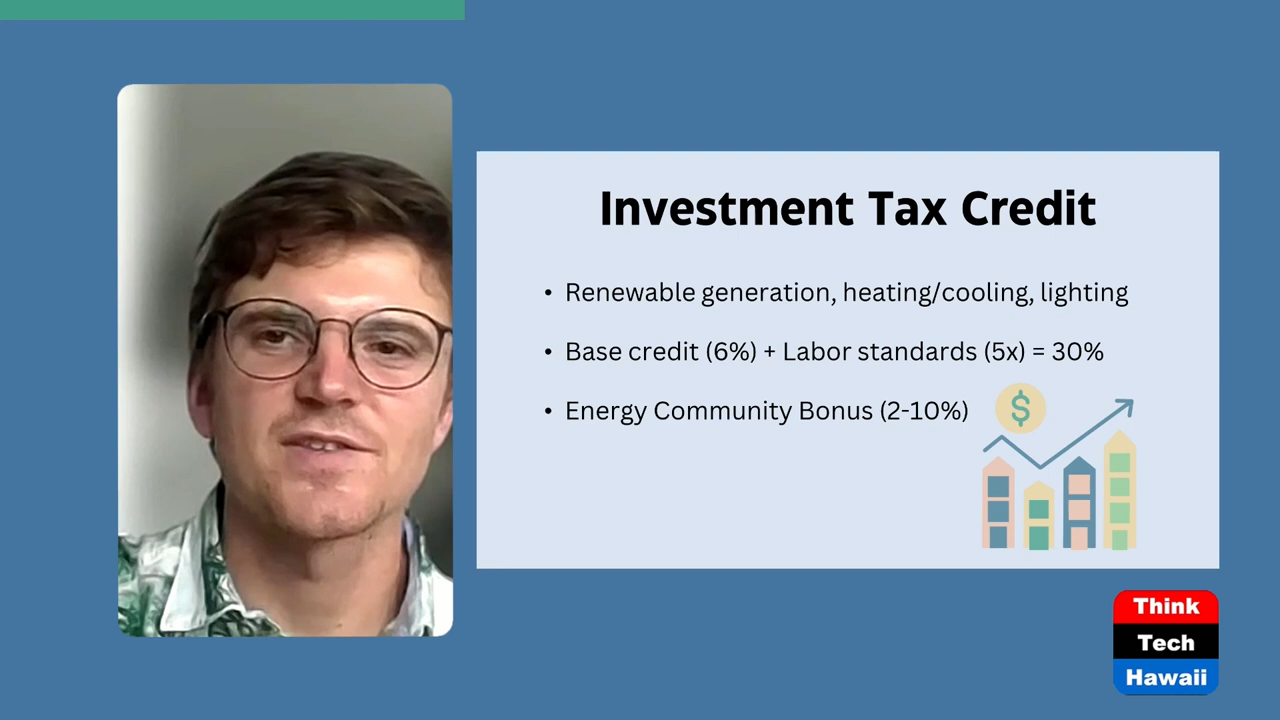 Investment Tax Credit
• Renewable generation, heating/cooling, lighting
• Base credit (6%) + Labor standards (5x) = 30%
• Energy Community Bonus (2-10%)
$
Think
Tech
Hawaii